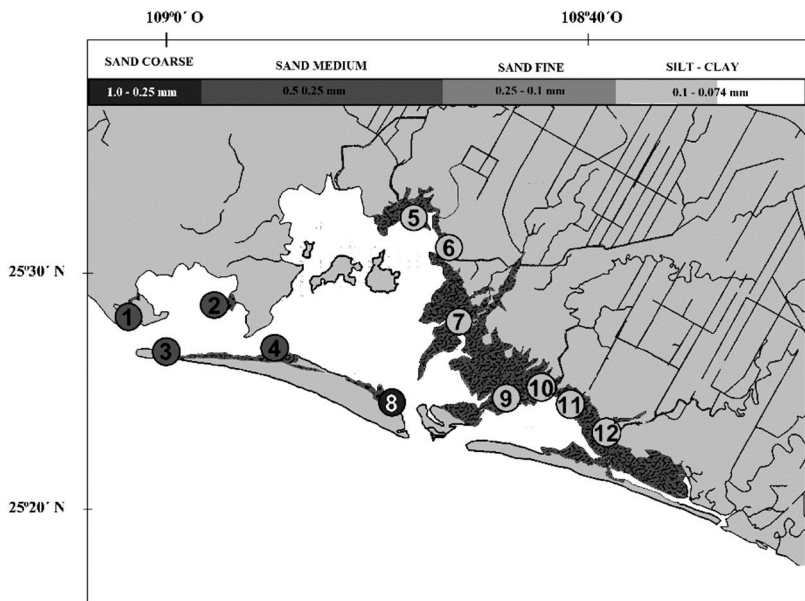 109º0´ O 108º40´ O
SAND COARSE SAND MEDIUM SAND FINE SILT - CLAY
1.0 - 0.25 mm 0.5 0.25 mm 0.25 - 0.1 mm 0.1 - 0.074 mm
5
6
25º30´ N
1
2
7
3
4
8
9
10
11
12
25º20´ N